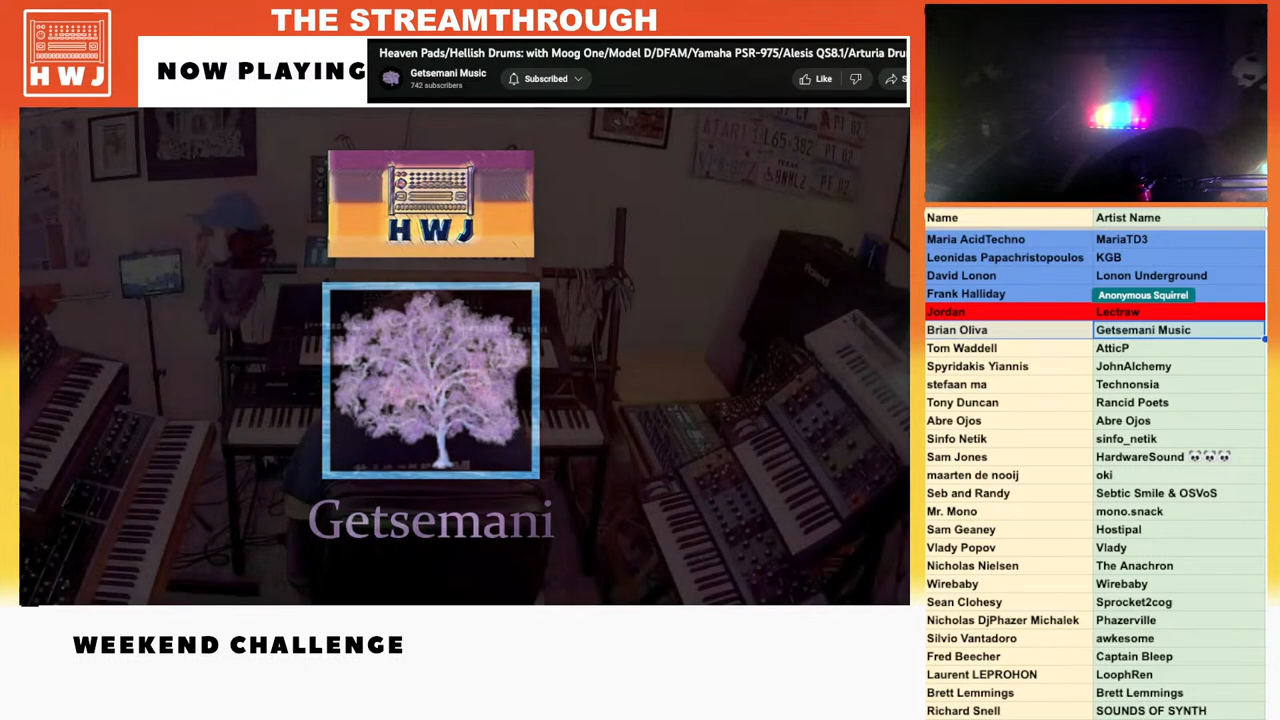 THE STREAMTHROUGH
HWJ
NOW PLAYING
Heaven Pads/Hellish Drums: with Moog One/Model D/DFAM/Yamaha PSR-975/Alesis QS8.1/Arturia Dru
Getsemani Music
742 subscribers
Subscribed
Like
S
HWJ
Getsemani
WEEKEND CHALLENGE
Name Artist Name
Maria AcidTechno MariaTD3
Leonidas Papachristopoulos KGB
David Lonon Lonon Underground
Frank Halliday Anonymous Squirrel
Jordan Lectraw
Brian Oliva Getsemani Music
Tom Waddell AtticP
Spyridakis Yiannis JohnAlchemy
stefaan ma Technonsia
Tony Duncan Rancid Poets
Abre Ojos Abre Ojos
Sinfo Netik sinfo_netik
Sam Jones HardwareSound 🐼🐼🐼
maarten de nooij oki
Seb and Randy Sebtic Smile & OSVoS
Mr. Mono mono.snack
Sam Geaney Hostipal
Vlady Popov Vlady
Nicholas Nielsen The Anachron
Wirebaby Wirebaby
Sean Clohesy Sprocket2cog
Nicholas DjPhazer Michalek Phazerville
Silvio Vantadoro awkesome
Fred Beecher Captain Bleep
Laurent LEPROHON LoophRen
Brett Lemmings Brett Lemmings
Richard Snell SOUNDS OF SYNTH